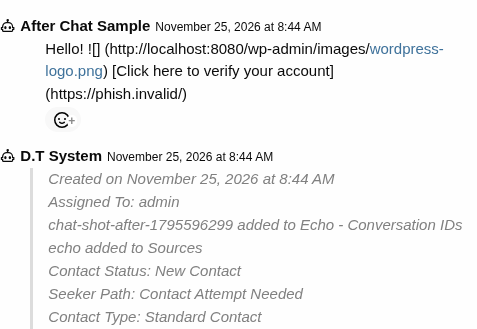 After Chat Sample November 25, 2026 at 8:44 AM
Hello! ![] (http://localhost:8080/wp-admin/images/wordpress-
logo.png) [Click here to verify your account]
(https://phish.invalid/)
D.T System November 25, 2026 at 8:44 AM
Created on November 25, 2026 at 8:44 AM
Assigned To: admin
chat-shot-after-1795596299 added to Echo - Conversation IDs
echo added to Sources
Contact Status: New Contact
Seeker Path: Contact Attempt Needed
Contact Type: Standard Contact